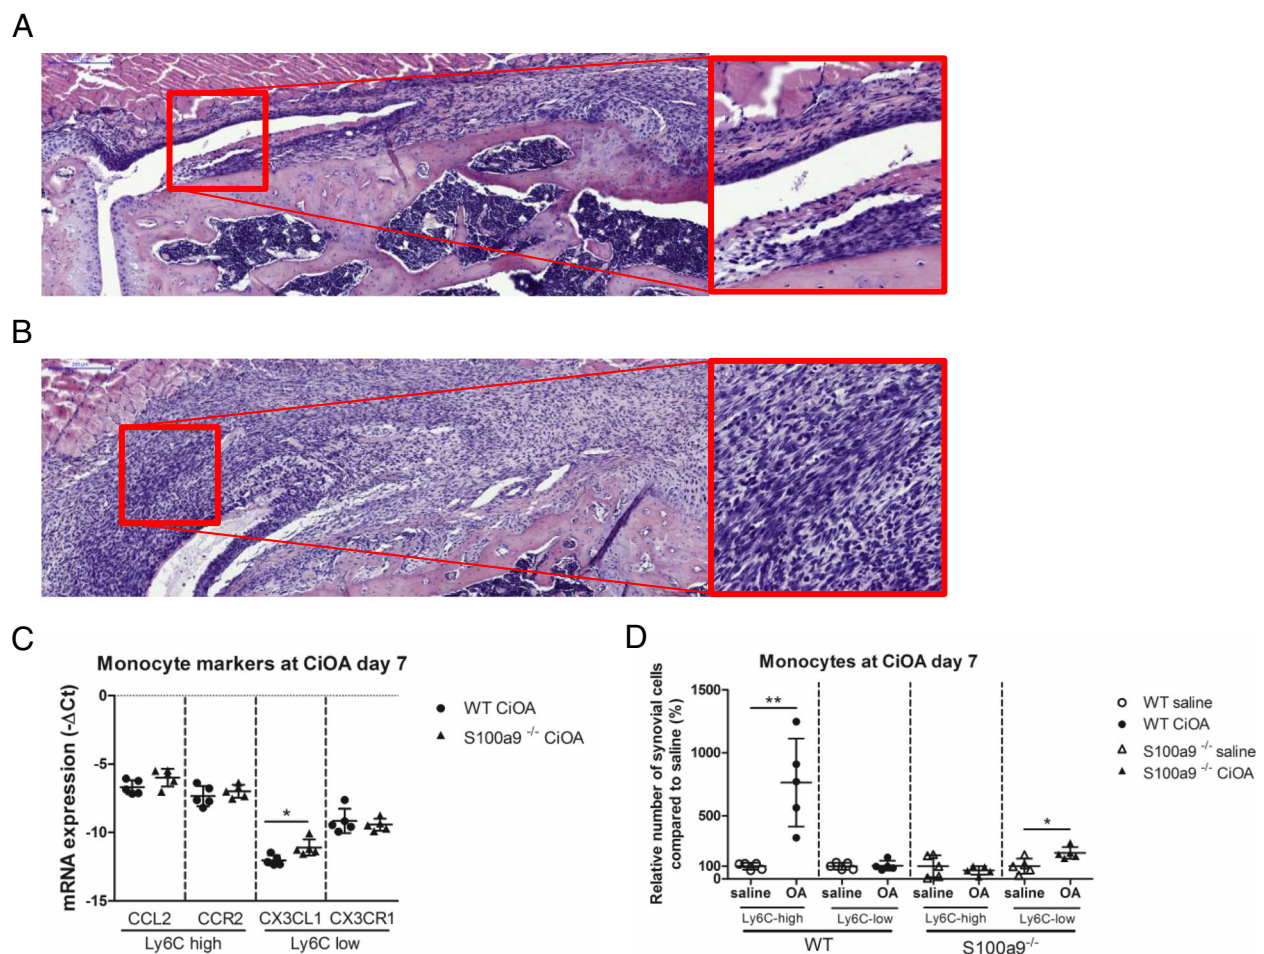 A
B
200 µm
C
Monocyte markers at CiOA day 7
mRNA expression (-ΔCt)
0
-5
-10
-15
*
CCL2 CCR2 CX3CL1 CX3CR1
Ly6C high Ly6C low
WT CiOA
S100a9 -/- CiOA
D
Monocytes at CiOA day 7
Relative number of synovial cells
compared to saline (%)
1500
1000
500
100
0
** *
saline OA saline OA saline OA saline OA
Ly6C-high Ly6C-low Ly6C-high Ly6C-low
WT S100a9-/-
WT saline
WT CiOA
S100a9 -/- saline
S100a9 -/- CiOA